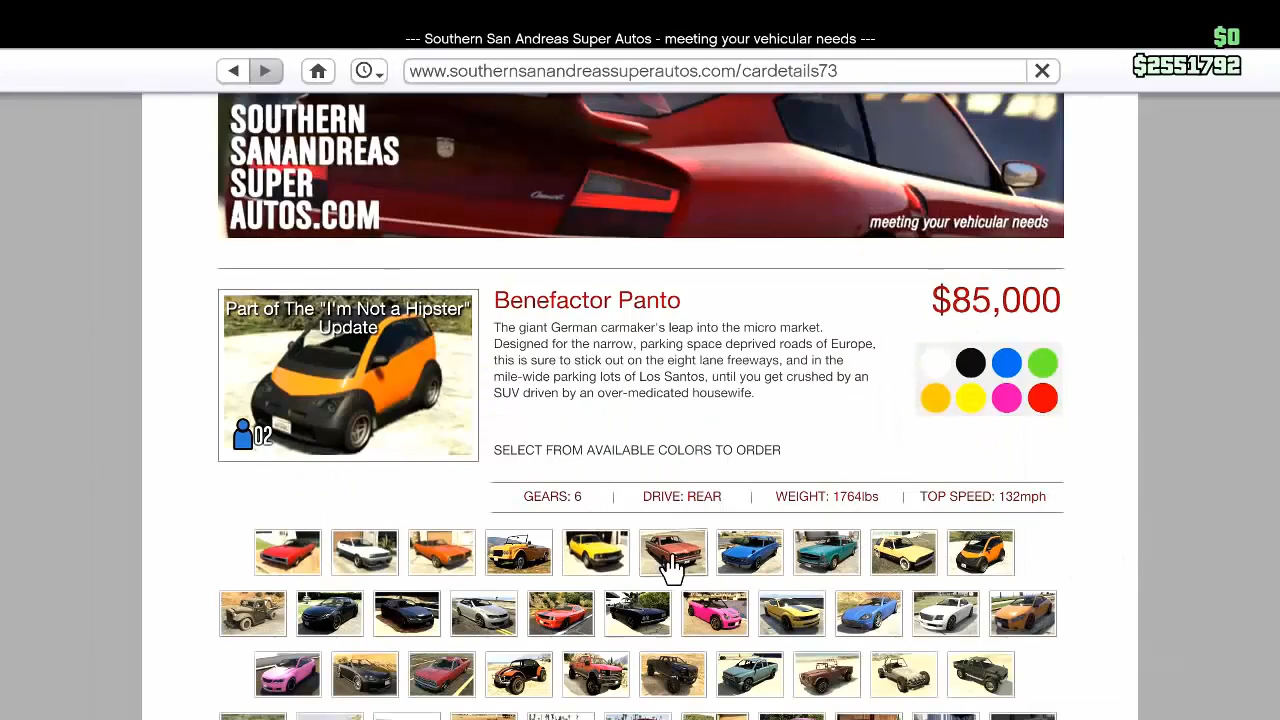 --- Southern San Andreas Super Autos - meeting your vehicular needs ---
$0
$2551792
www.southernsanandreassuperautos.com/cardetails73
SOUTHERN
SANANDREAS
SUPER
AUTOS.COM
meeting your vehicular needs
Part of The "I'm Not a Hipster"
Update
02
Benefactor Panto
$85,000
The giant German carmaker's leap into the micro market.
Designed for the narrow, parking space deprived roads of Europe,
this is sure to stick out on the eight lane freeways, and in the
mile-wide parking lots of Los Santos, until you get crushed by an
SUV driven by an over-medicated housewife.
SELECT FROM AVAILABLE COLORS TO ORDER
GEARS: 6 | DRIVE: REAR | WEIGHT: 1764lbs | TOP SPEED: 132mph